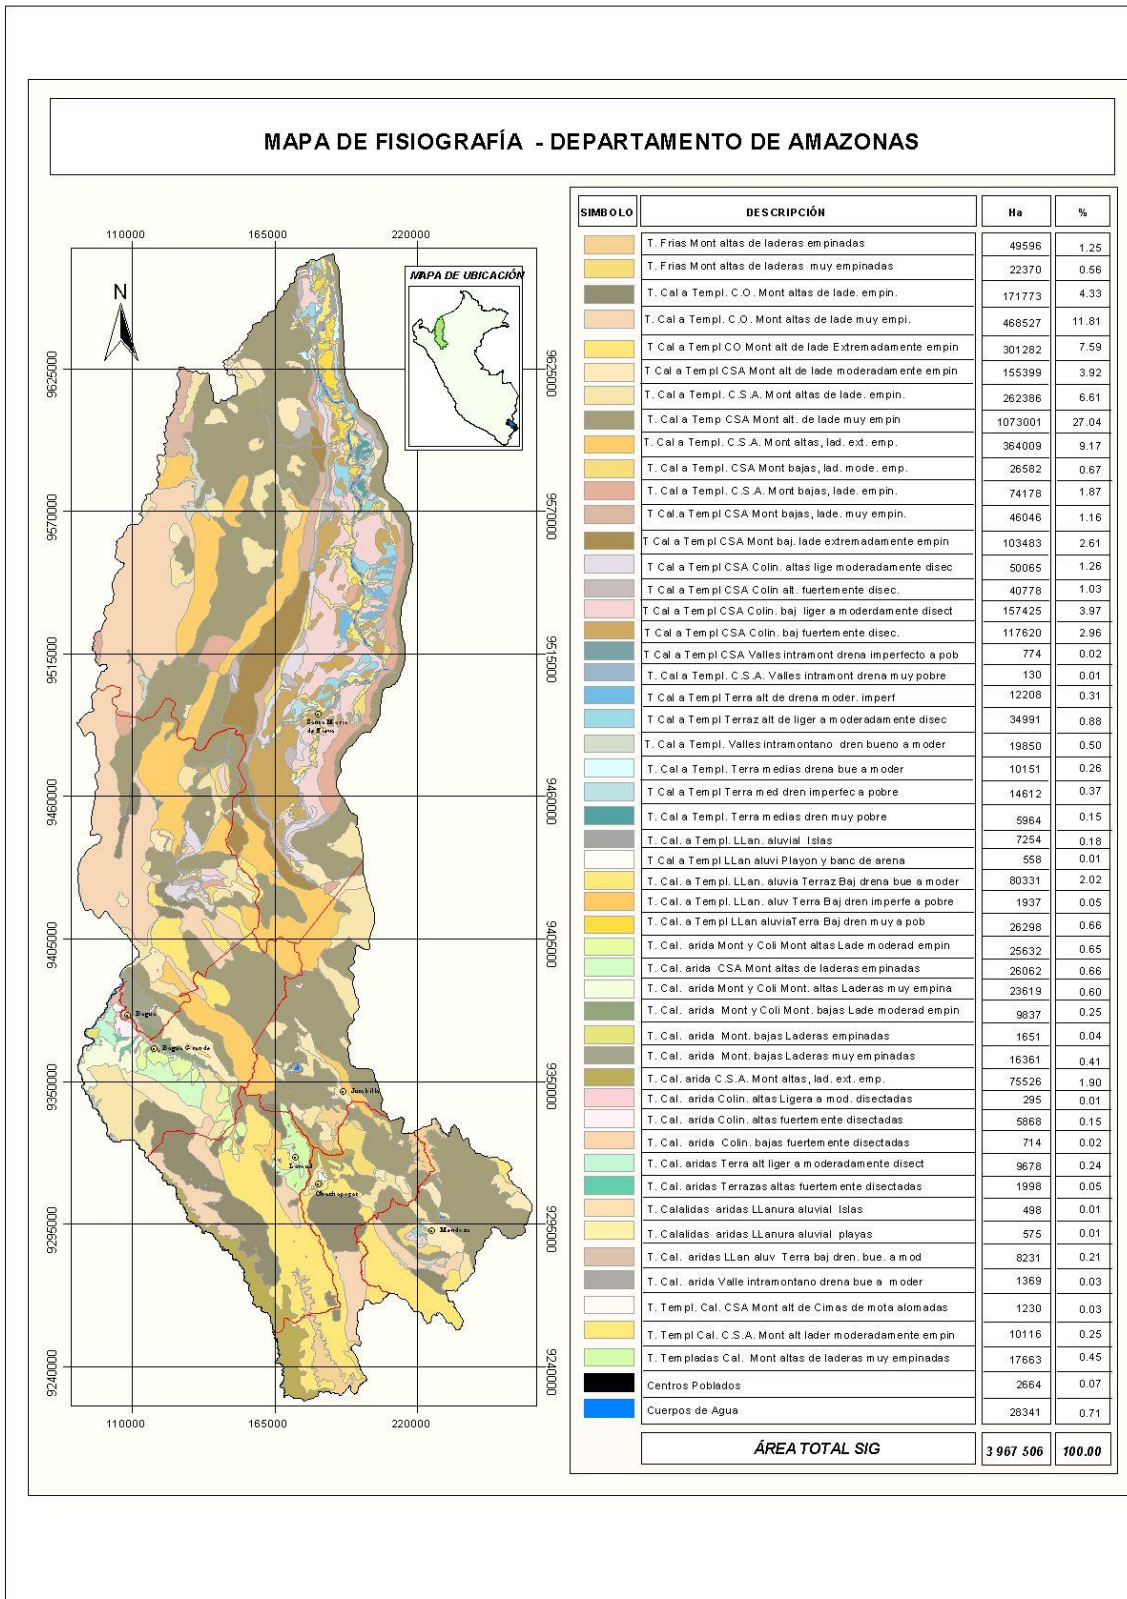 MAPA DE FISIOGRAFÍA - DEPARTAMENTO DE AMAZONAS
110000 165000 220000
MAPA DE UBICACIÓN
N
9625000 9625000
9570000 9570000
9515000 9515000
Santa Maria
de Nieva
9460000 9460000
9405000 9405000
Bagua
Bagua Grande
9350000 9350000
Jumbilla
Lamud
Chachapoyas
9295000 9295000
Mendoza
9240000 9240000
110000 165000 220000
SIMBOLO DESCRIPCIÓN Ha %
T. Frias Mont altas de laderas empinadas 49596 1.25
T. Frias Mont altas de laderas muy empinadas 22370 0.56
T. Cal a Templ. C.O. Mont altas de lade. empin. 171773 4.33
T. Cal a Templ. C.O. Mont altas de lade muy empi. 468527 11.81
T Cal a Templ CO Mont alt de lade Extremadamente empin 301282 7.59
T Cal a Templ CSA Mont alt de lade moderadamente empin 155399 3.92
T. Cal a Templ. C.S.A. Mont altas de lade. empin. 262386 6.61
T. Cal a Temp CSA Mont alt. de lade muy empin 1073001 27.04
T. Cal a Templ. C.S.A. Mont altas, lad. ext. emp. 364009 9.17
T. Cal a Templ. CSA Mont bajas, lad. mode. emp. 26582 0.67
T. Cal a Templ. C.S.A. Mont bajas, lade. empin. 74178 1.87
T Cal.a Templ CSA Mont bajas, lade. muy empin. 46046 1.16
T Cal a Templ CSA Mont baj. lade extremadamente empin 103483 2.61
T Cal a Templ CSA Colin. altas lige moderadamente disec 50065 1.26
T Cal a Templ CSA Colin alt. fuertemente disec. 40778 1.03
T Cal a Templ CSA Colin. baj liger a moderdamente disect 157425 3.97
T Cal a Templ CSA Colin. baj fuertemente disec. 117620 2.96
T Cal a Templ CSA Valles intramont drena imperfecto a pob 774 0.02
T. Cal a Templ. C.S.A. Valles intramont drena muy pobre 130 0.01
T Cal a Templ Terra alt de drena moder. imperf 12208 0.31
T Cal a Templ Terraz alt de liger a moderadamente disec 34991 0.88
T. Cal a Templ. Valles intramontano dren bueno a moder 19850 0.50
T. Cal a Templ. Terra medias drena bue a moder 10151 0.26
T Cal a Templ Terra med dren imperfec a pobre 14612 0.37
T. Cal a Templ. Terra medias dren muy pobre 5964 0.15
T. Cal. a Templ. LLan. aluvial Islas 7254 0.18
T Cal a Templ LLan aluvi Playon y banc de arena 558 0.01
T. Cal. a Templ. LLan. aluvia Terraz Baj drena bue a moder 80331 2.02
T. Cal. a Templ. LLan. aluv Terra Baj dren imperfe a pobre 1937 0.05
T. Cal. a Templ LLan aluviaTerra Baj dren muy a pob 26298 0.66
T. Cal. arida Mont y Coli Mont altas Lade moderad empin 25632 0.65
T. Cal. arida CSA Mont altas de laderas empinadas 26062 0.66
T. Cal. arida Mont y Coli Mont. altas Laderas muy empina 23619 0.60
T. Cal. arida Mont y Coli Mont. bajas Lade moderad empin 9837 0.25
T. Cal. arida Mont. bajas Laderas empinadas 1651 0.04
T. Cal. arida Mont. bajas Laderas muy empinadas 16361 0.41
T. Cal. arida C.S.A. Mont altas, lad. ext. emp. 75526 1.90
T. Cal. arida Colin. altas Ligera a mod. disectadas 295 0.01
T. Cal. arida Colin. altas fuertemente disectadas 5868 0.15
T. Cal. arida Colin. bajas fuertemente disectadas 714 0.02
T. Cal. aridas Terra alt liger a moderadamente disect 9678 0.24
T. Cal. aridas Terrazas altas fuertemente disectadas 1998 0.05
T. Calalidas aridas LLanura aluvial Islas 498 0.01
T. Calalidas aridas LLanura aluvial playas 575 0.01
T. Cal. aridas LLan aluv Terra baj dren. bue. a mod 8231 0.21
T. Cal. arida Valle intramontano drena bue a moder 1369 0.03
T. Templ. Cal. CSA Mont alt de Cimas de mota alomadas 1230 0.03
T. Templ Cal. C.S.A. Mont alt lader moderadamente empin 10116 0.25
T. Templadas Cal. Mont altas de laderas muy empinadas 17663 0.45
Centros Poblados 2664 0.07
Cuerpos de Agua 28341 0.71
ÁREA TOTAL SIG 3 967 506 100.00